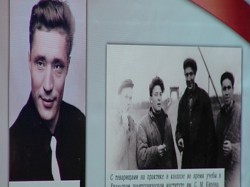 С товарищами на практике в колхозе во время учебы в
Уральском политехническом институте им. С. М. Кирова.